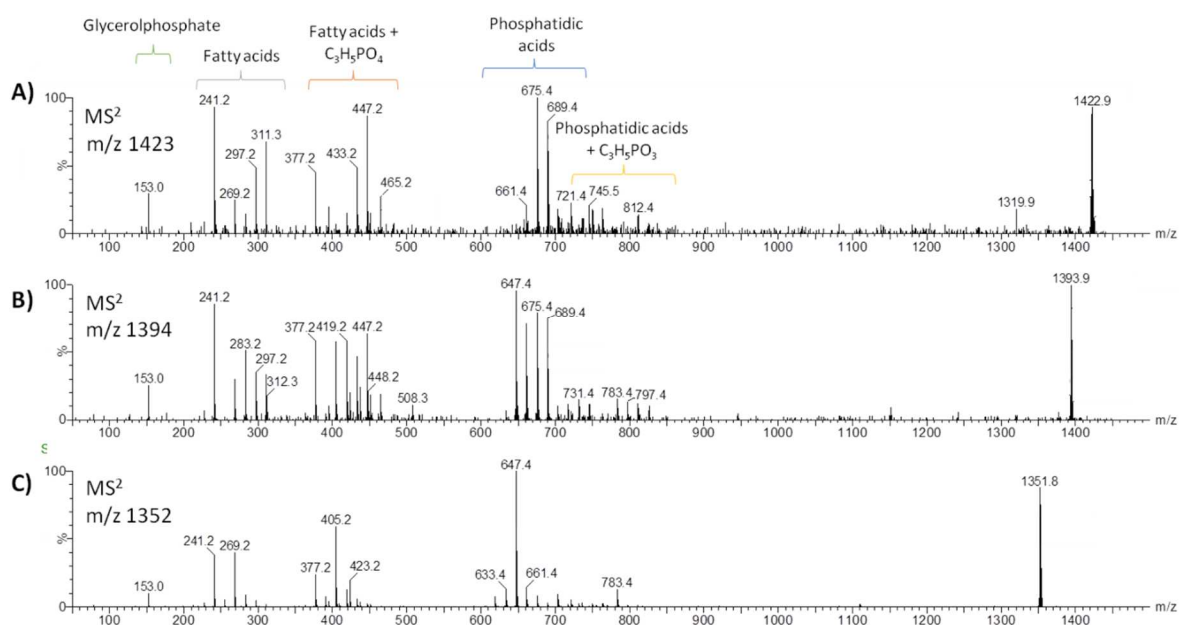 Glycerolphosphate
Fatty acids
Fatty acids +
C₃H₅PO₄
Phosphatidic
acids
A)
MS²
m/z 1423
100
%
0
153.0
241.2
269.2
297.2
311.3
377.2
433.2
447.2
465.2
661.4
675.4
689.4
Phosphatidic acids
+ C₃H₅PO₃
721.4
745.5
812.4
1319.9
1422.9
100 200 300 400 500 600 700 800 900 1000 1100 1200 1300 1400 m/z
B)
MS²
m/z 1394
100
%
0
153.0
241.2
283.2
297.2
312.3
377.2
419.2
447.2
448.2
508.3
647.4
675.4
689.4
731.4
783.4
797.4
1393.9
100 200 300 400 500 600 700 800 900 1000 1100 1200 1300 1400 m/z
s
C)
MS²
m/z 1352
100
%
0
153.0
241.2
269.2
377.2
405.2
423.2
633.4
647.4
661.4
783.4
1351.8
100 200 300 400 500 600 700 800 900 1000 1100 1200 1300 1400 m/z